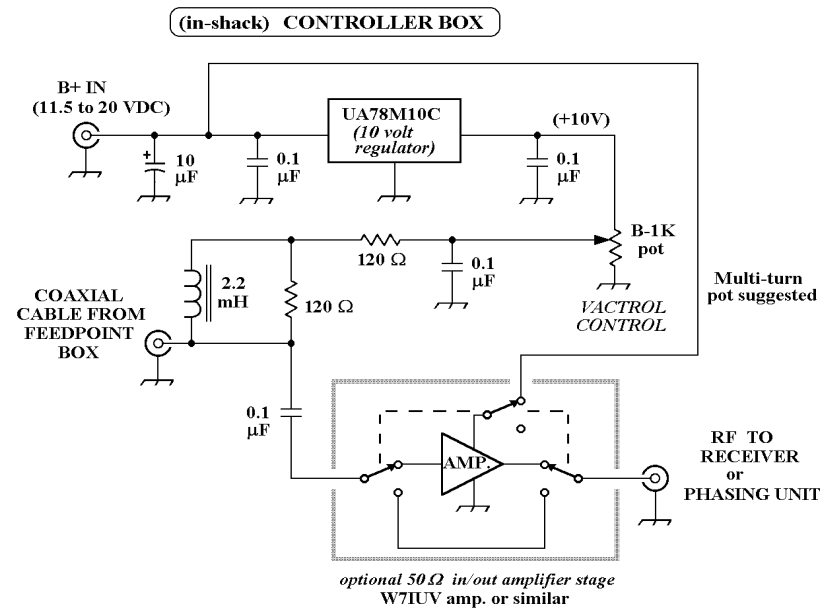 (in-shack) CONTROLLER BOX
B+ IN
(11.5 to 20 VDC)
UA78M10C
(10 volt
regulator)
(+10V)
+
10
µF
0.1
µF
0.1
µF
B-1K
pot
120 Ω
0.1
µF
2.2
mH
120 Ω
VACTROL
CONTROL
Multi-turn
pot suggested
COAXIAL
CABLE FROM
FEEDPOINT
BOX
0.1
µF
AMP.
RF TO
RECEIVER
or
PHASING UNIT
optional 50 Ω in/out amplifier stage
W7IUV amp. or similar